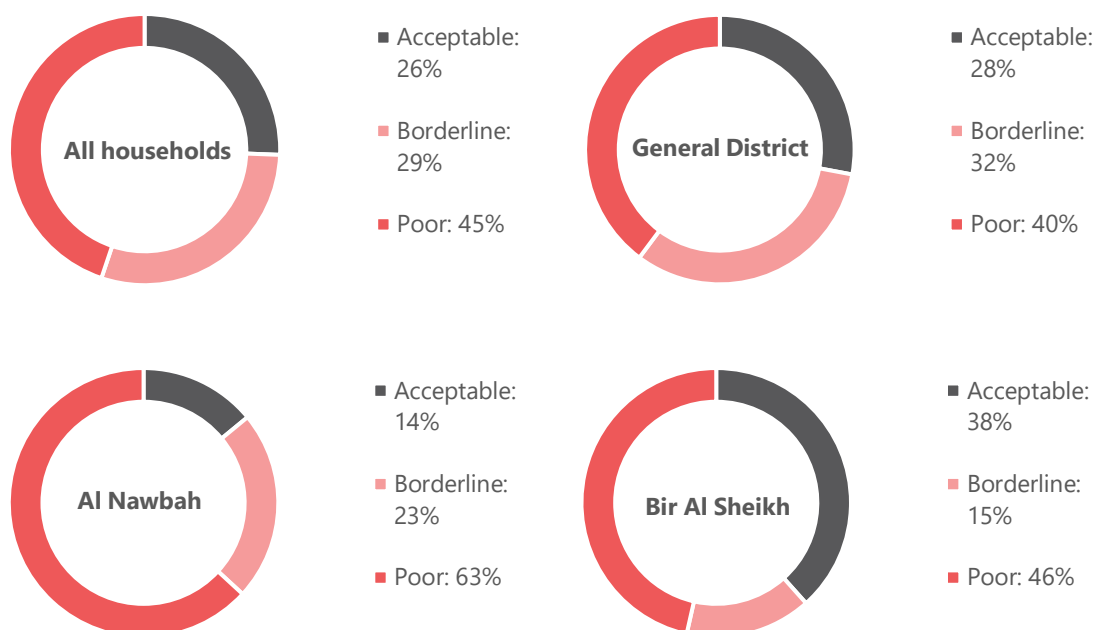 All households
Acceptable:
26%
Borderline:
29%
Poor: 45%
General District
Acceptable:
28%
Borderline:
32%
Poor: 40%
Al Nawbah
Acceptable:
14%
Borderline:
23%
Poor: 63%
Bir Al Sheikh
Acceptable:
38%
Borderline:
15%
Poor: 46%